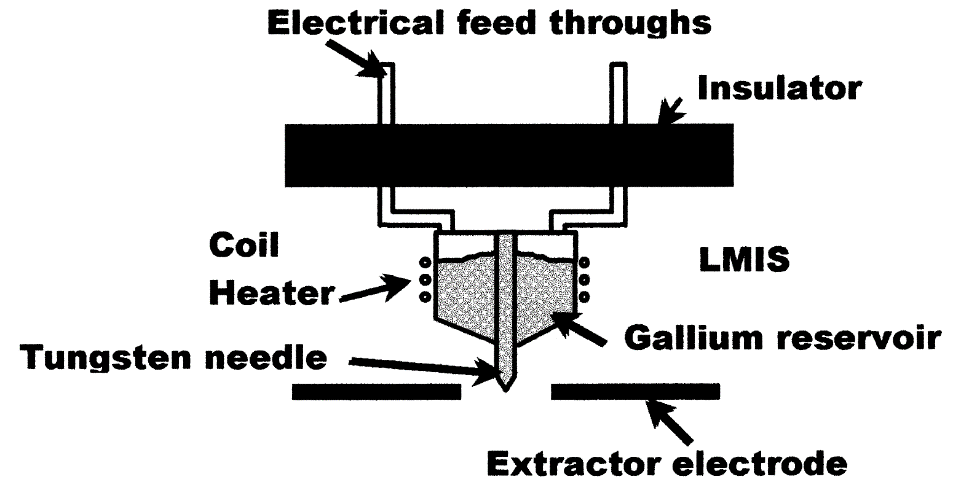 Electrical feed throughs
Insulator
Coil
Heater
LMIS
Gallium reservoir
Tungsten needle
Extractor electrode